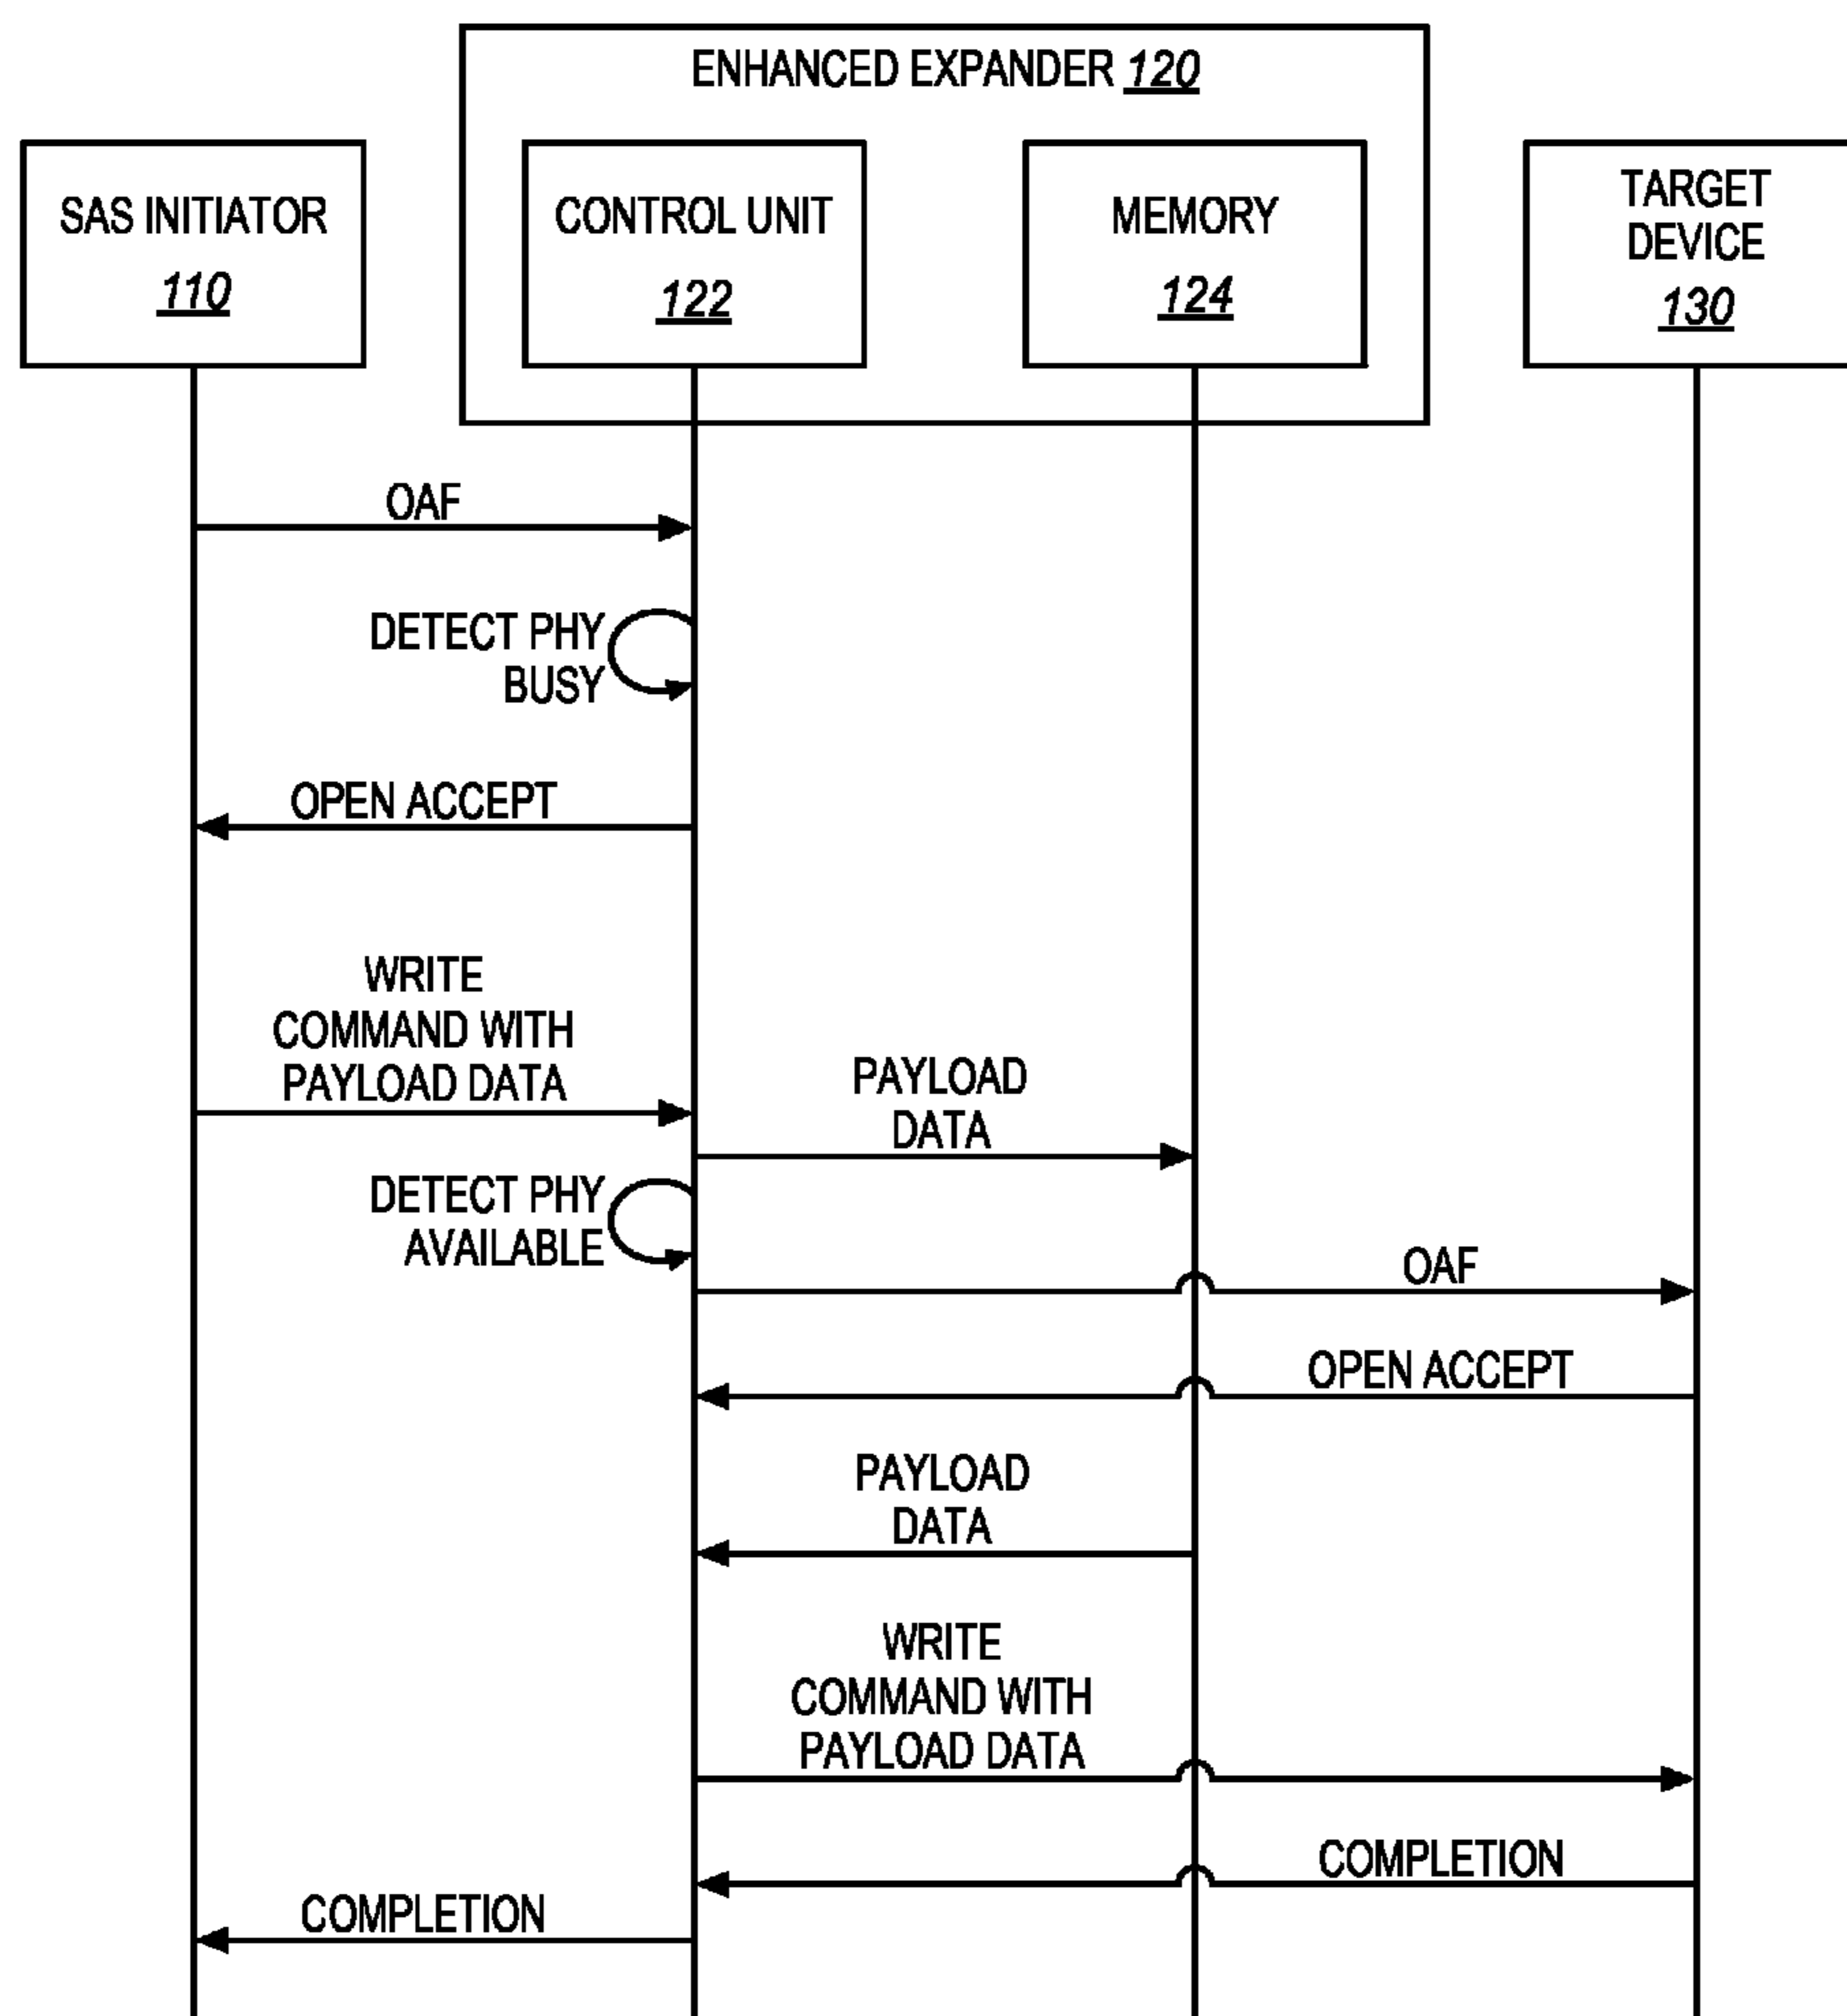 ENHANCED EXPANDER 120
SAS INITIATOR
110
CONTROL UNIT
122
MEMORY
124
TARGET
DEVICE
130
OAF
DETECT PHY
BUSY
OPEN ACCEPT
WRITE
COMMAND WITH
PAYLOAD DATA
PAYLOAD
DATA
DETECT PHY
AVAILABLE
OAF
OPEN ACCEPT
PAYLOAD
DATA
WRITE
COMMAND WITH
PAYLOAD DATA
COMPLETION
COMPLETION